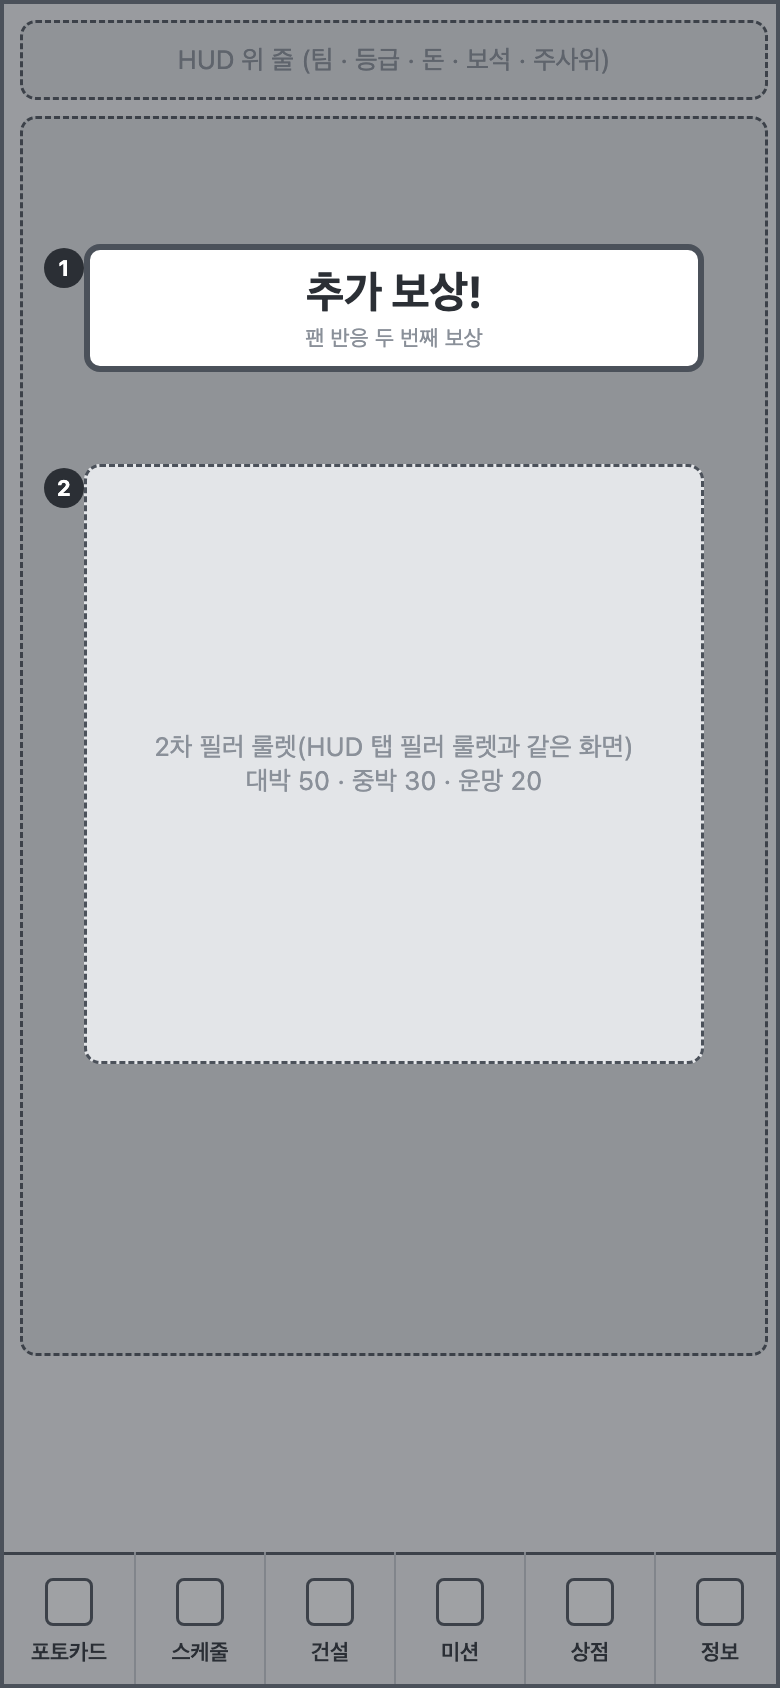 HUD 위 줄 (팀 · 등급 · 돈 · 보석 · 주사위)
1
추가 보상!
팬 반응 두 번째 보상
2
2차 필러 룰렛(HUD 탭 필러 룰렛과 같은 화면)
대박 50 · 중박 30 · 운망 20
포토카드
스케줄
건설
미션
상점
정보